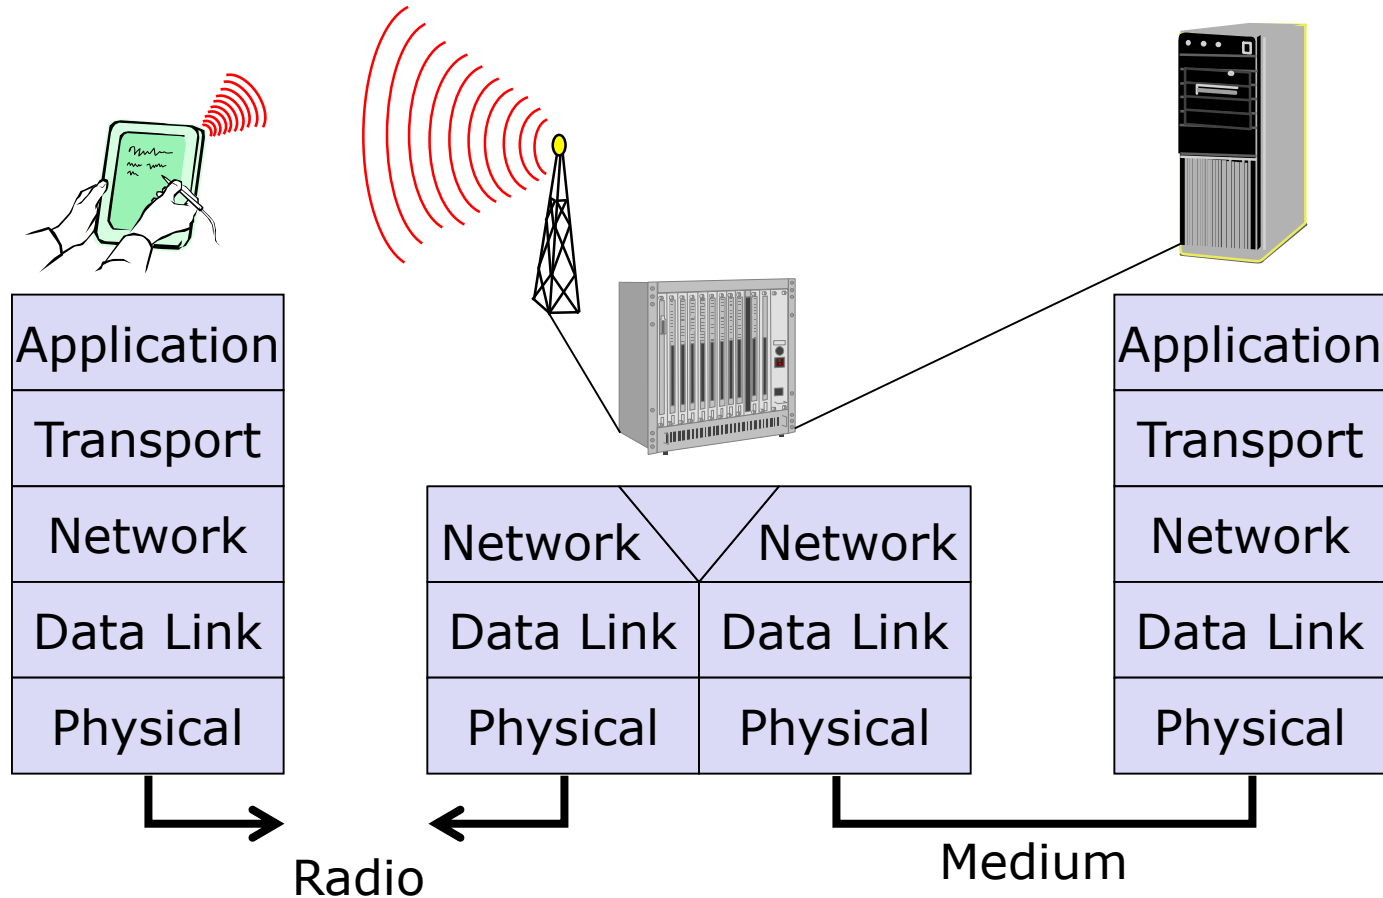 Application
Transport
Network
Data Link
Physical
Network Network
Data Link Data Link
Physical Physical
Application
Transport
Network
Data Link
Physical
Radio
Medium